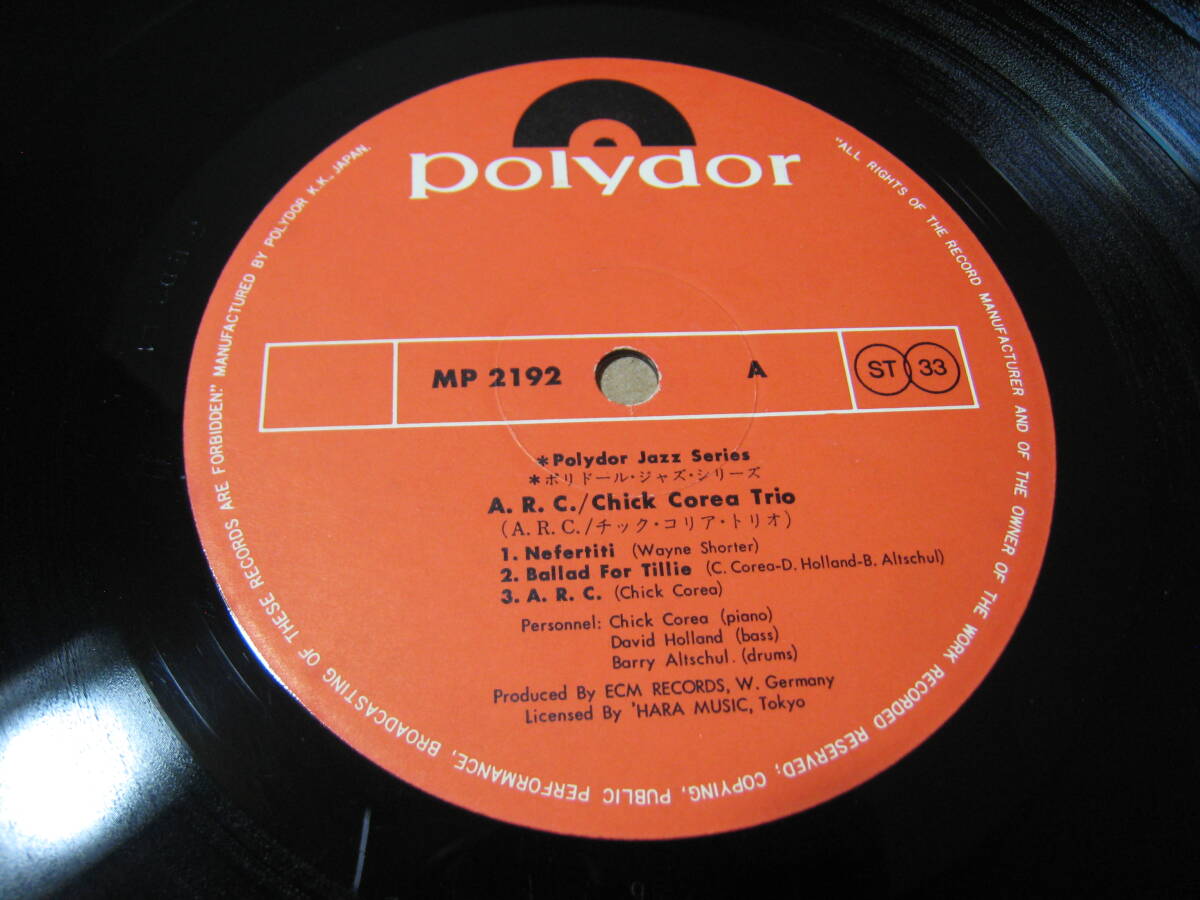 polydor
MP 2192 A ST 33
*Polydor Jazz Series
*ポリドール・ジャズ・シリーズ
A. R. C./Chick Corea Trio
(A. R. C./チック・コリア・トリオ)
1. Nefertiti (Wayne Shorter)
2. Ballad For Tillie (C. Corea-D. Holland-B. Altschul)
3. A. R. C. (Chick Corea)
Personnel: Chick Corea (piano)
David Holland (bass)
Barry Altschul. (drums)
Produced By ECM RECORDS, W. Germany
Licensed By 'HARA MUSIC, Tokyo
"ALL RIGHTS OF THE RECORD MANUFACTURER AND OF THE OWNER OF THE WORK RECORDED RESERVED; COPYING, PUBLIC PERFORMANCE, BROADCASTING OF THESE RECORDS ARE FORBIDDEN." MANUFACTURED BY POLYDOR K.K., JAPAN.